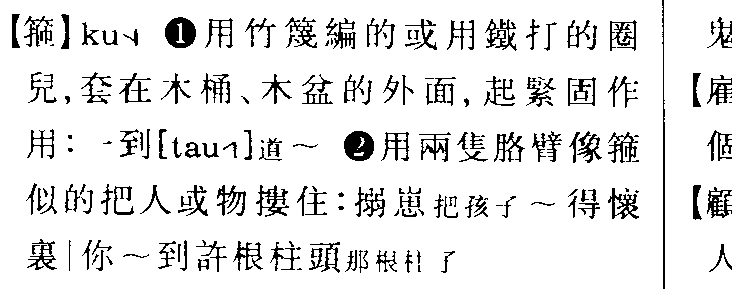 【箍】ku˧ ❶用竹篾編的或用鐵打的圈
兒,套在木桶、木盆的外面,起緊固作
用:一到[tau˧]道～ ❷用兩隻胳臂像箍
似的把人或物摟住:搦崽把孩子～得懷
裏|你～到許根柱頭那根柱了
鬼
【雇
個
【顧
人